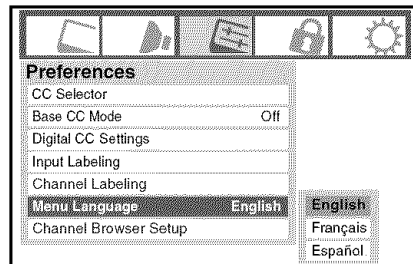 Preferences
CC Selector
Base CC Mode Off
Digital CC Settings
Input Labeling
Channel Labeling
Menu Language English
Channel Browser Setup
English
Français
Español